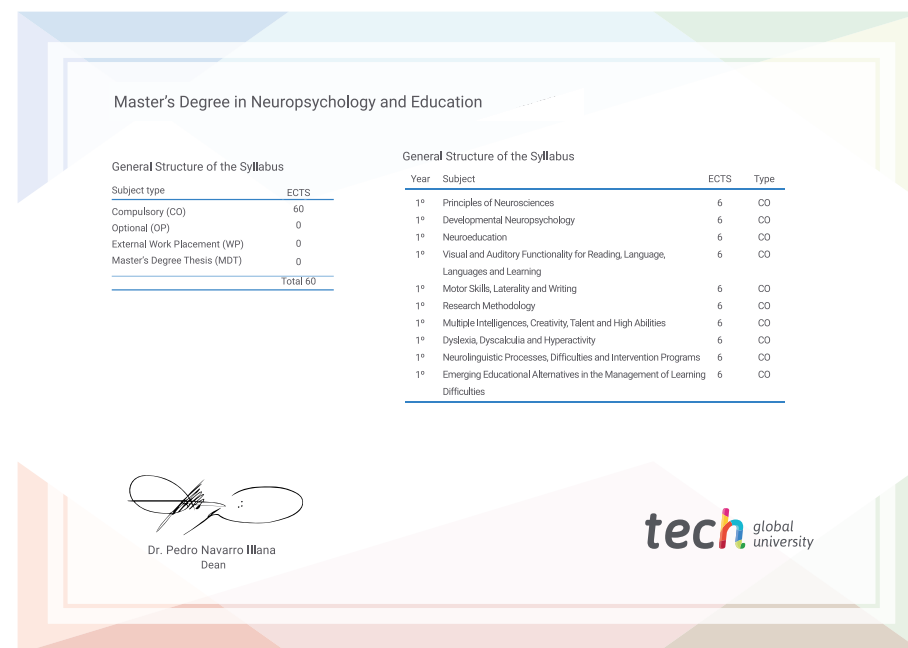 Master's Degree in Neuropsychology and Education
General Structure of the Syllabus
Subject type ECTS
Compulsory (CO) 60
Optional (OP) 0
External Work Placement (WP) 0
Master's Degree Thesis (MDT) 0
Total 60
General Structure of the Syllabus
Year Subject ECTS Type
1º Principles of Neurosciences 6 CO
1º Developmental Neuropsychology 6 CO
1º Neuroeducation 6 CO
1º Visual and Auditory Functionality for Reading, Language, 6 CO
Languages and Learning
1º Motor Skills, Laterality and Writing 6 CO
1º Research Methodology 6 CO
1º Multiple Intelligences, Creativity, Talent and High Abilities 6 CO
1º Dyslexia, Dyscalculia and Hyperactivity 6 CO
1º Neurolinguistic Processes, Difficulties and Intervention Programs 6 CO
1º Emerging Educational Alternatives in the Management of Learning 6 CO
Difficulties
Dr. Pedro Navarro Illana
Dean
tech global
university